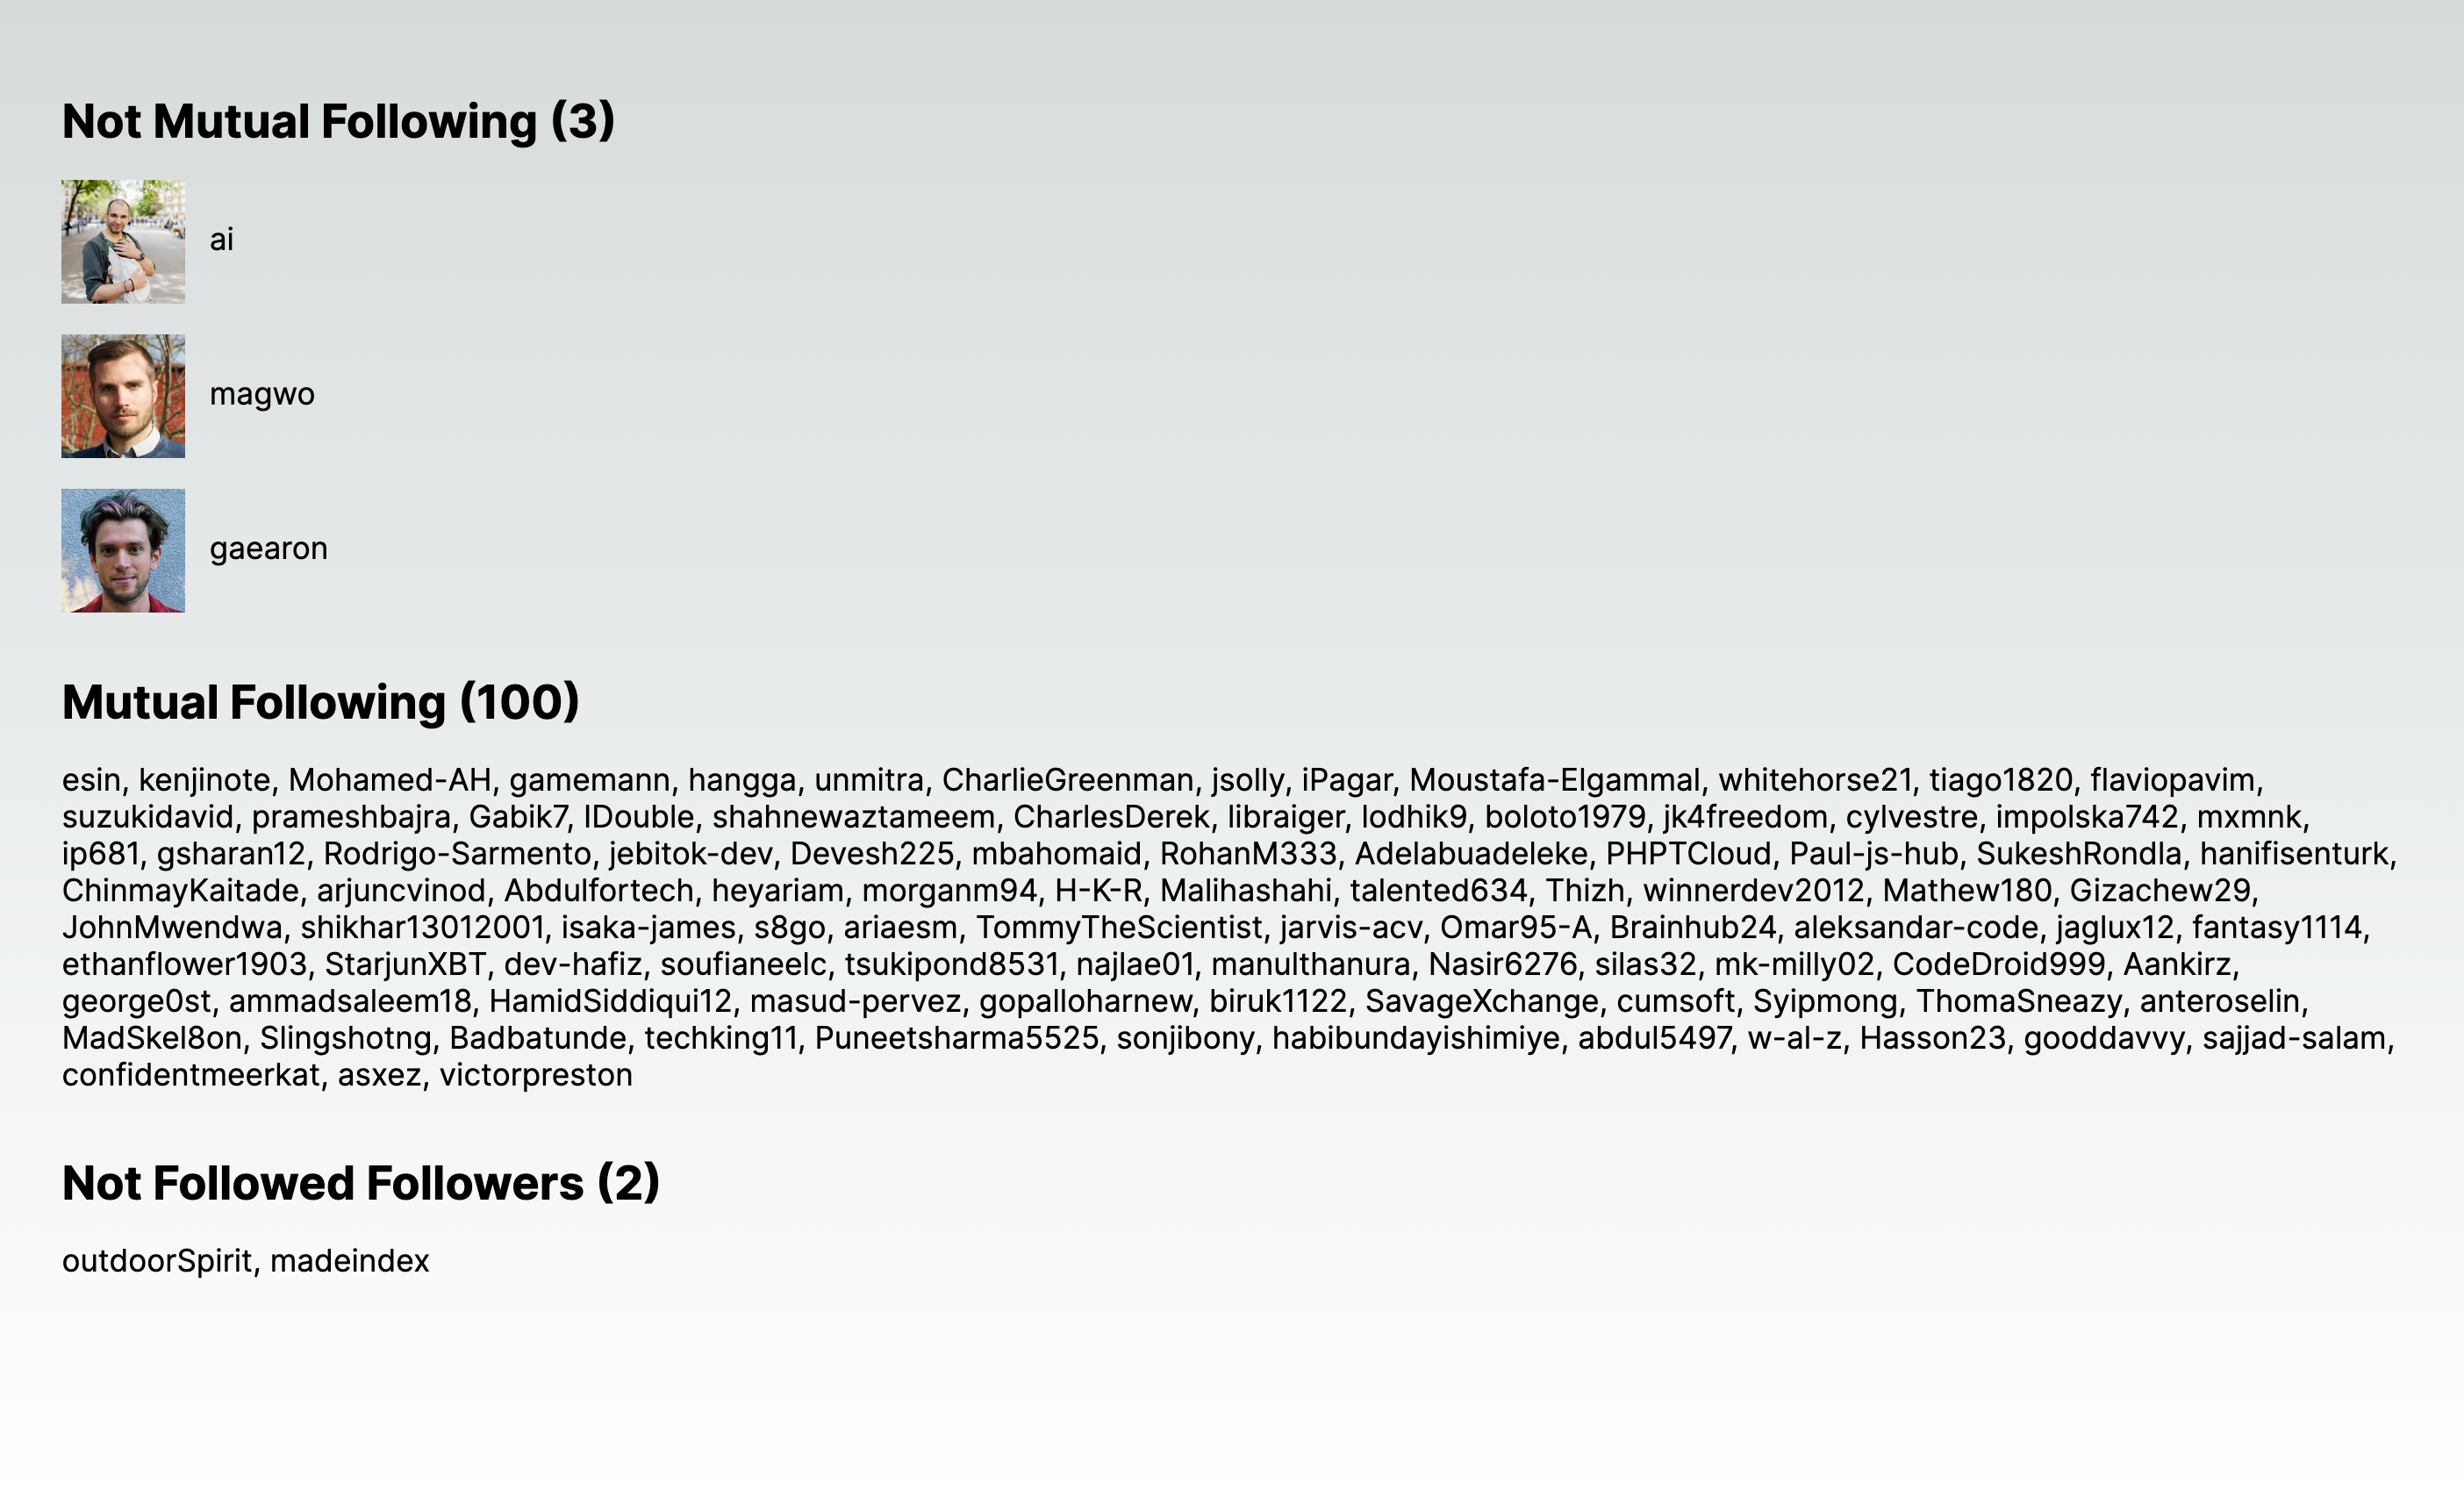 Not Mutual Following (3)
ai
magwo
gaearon
Mutual Following (100)
esin, kenjinote, Mohamed-AH, gamemann, hangga, unmitra, CharlieGreenman, jsolly, iPagar, Moustafa-Elgammal, whitehorse21, tiago1820, flaviopavim,
suzukidavid, prameshbajra, Gabik7, IDouble, shahnewaztameem, CharlesDerek, libraiger, lodhik9, boloto1979, jk4freedom, cylvestre, impolska742, mxmnk,
ip681, gsharan12, Rodrigo-Sarmento, jebitok-dev, Devesh225, mbahomaid, RohanM333, Adelabuadeleke, PHPTCloud, Paul-js-hub, SukeshRondla, hanifisenturk,
ChinmayKaitade, arjuncvinod, Abdulfortech, heyariam, morganm94, H-K-R, Malihashahi, talented634, Thizh, winnerdev2012, Mathew180, Gizachew29,
JohnMwendwa, shikhar13012001, isaka-james, s8go, ariaesm, TommyTheScientist, jarvis-acv, Omar95-A, Brainhub24, aleksandar-code, jaglux12, fantasy1114,
ethanflower1903, StarjunXBT, dev-hafiz, soufianeelc, tsukipond8531, najlae01, manulthanura, Nasir6276, silas32, mk-milly02, CodeDroid999, Aankirz,
george0st, ammadsaleem18, HamidSiddiqui12, masud-pervez, gopalloharnew, biruk1122, SavageXchange, cumsoft, Syipmong, ThomaSneazy, anteroselin,
MadSkel8on, Slingshotng, Badbatunde, techking11, Puneetsharma5525, sonjibony, habibundayishimiye, abdul5497, w-al-z, Hasson23, gooddavvy, sajjad-salam,
confidentmeerkat, asxez, victorpreston
Not Followed Followers (2)
outdoorSpirit, madeindex